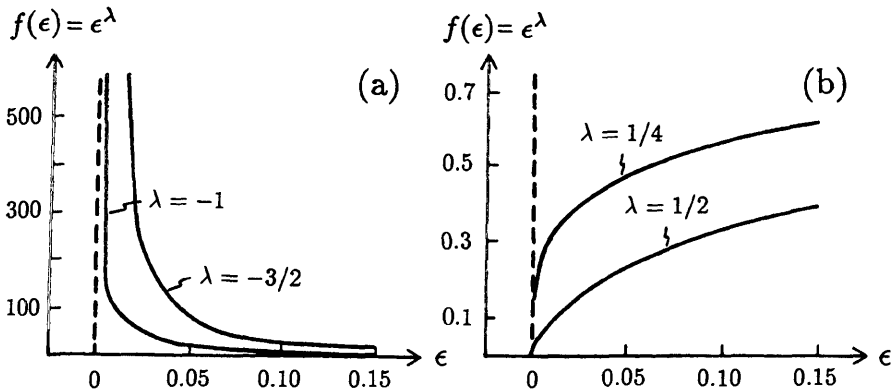 f(ϵ) = ϵ^λ
(a)
500
300
100
λ = −1
λ = −3/2
0
0.05
0.10
0.15
ϵ
f(ϵ) = ϵ^λ
(b)
0.7
0.5
0.3
0.1
λ = 1/4
λ = 1/2
0
0.05
0.10
0.15
ϵ